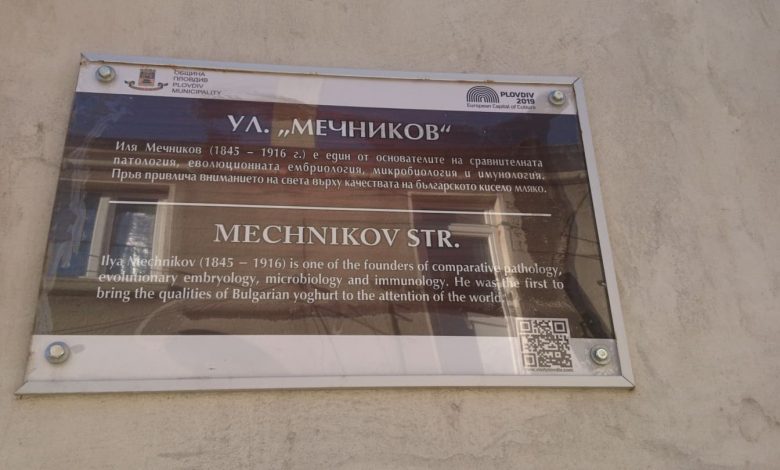 ОБЩИНА
ПЛОВДИВ
PLOVDIV
MUNICIPALITY
PLOVDIV
2019
European Capital of Culture
УЛ. „МЕЧНИКОВ“
Иля Мечников (1845 – 1916 г.) е един от основателите на сравнителната
патология, еволюционната ембриология, микробиология и имунология.
Пръв привлича вниманието на света върху качествата на българското кисело мляко.
MECHNIKOV STR.
Ilya Mechnikov (1845 – 1916) is one of the founders of comparative pathology,
evolutionary embryology, microbiology and immunology. He was the first to
bring the qualities of Bulgarian yoghurt to the attention of the world.
www.visitplovdiv.com